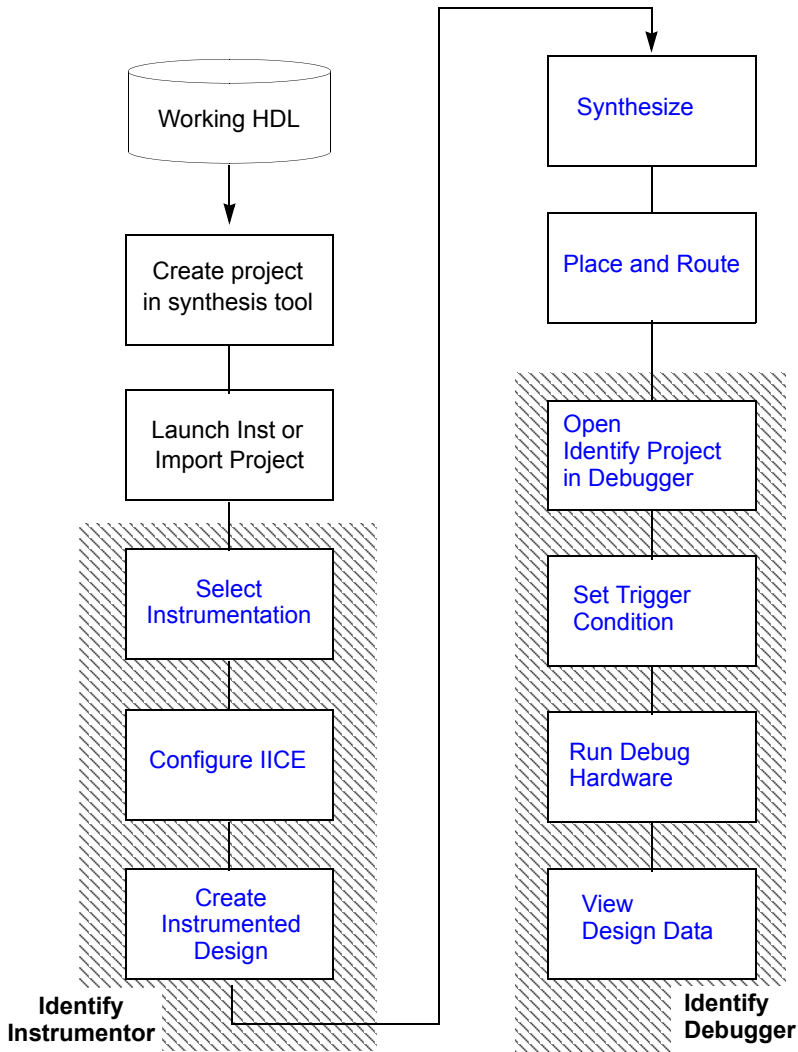 Working HDL
Create project
in synthesis tool
Launch Inst or
Import Project
Select
Instrumentation
Configure IICE
Create
Instrumented
Design
Identify
Instrumentor
Synthesize
Place and Route
Open
Identify Project
in Debugger
Set Trigger
Condition
Run Debug
Hardware
View
Design Data
Identify
Debugger